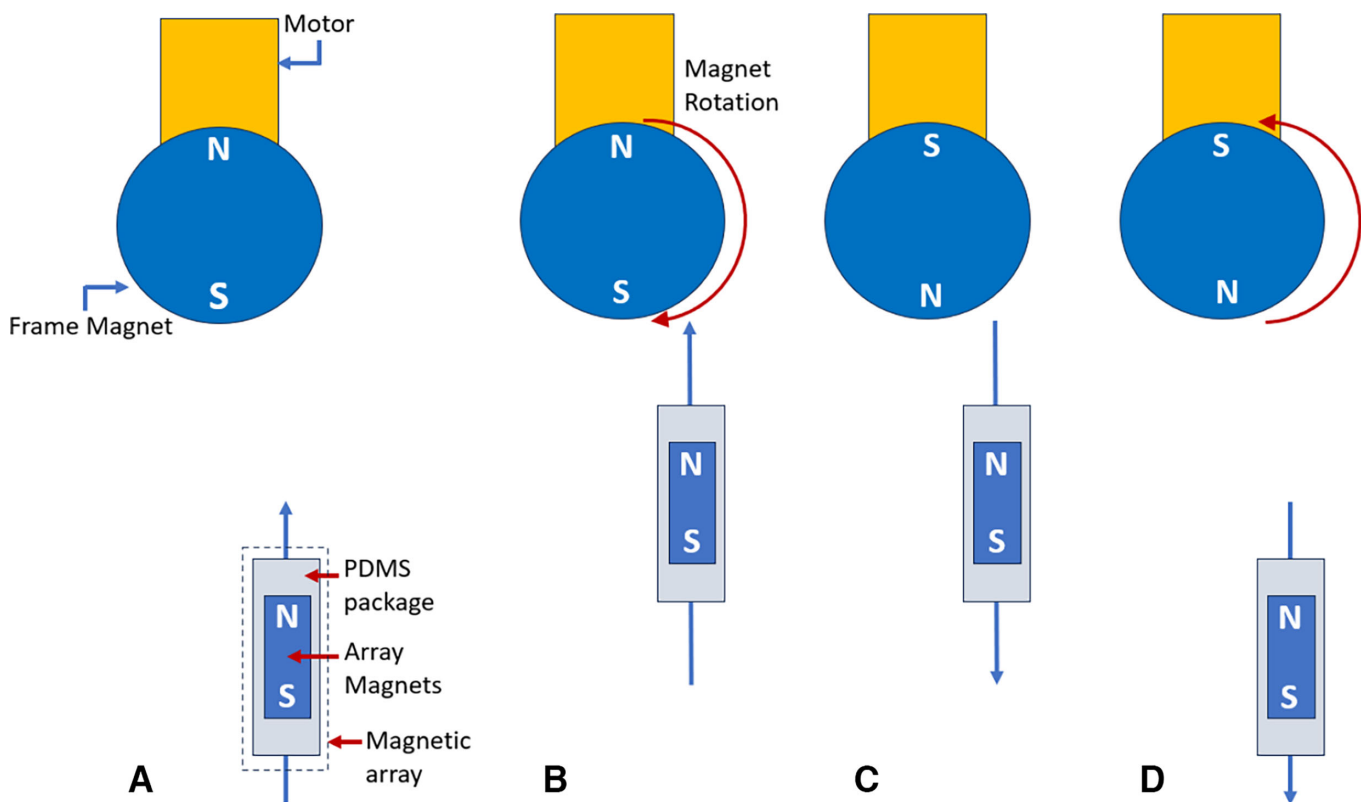 Motor
N
S
Frame Magnet
PDMS
package
N
S
Array
Magnets
Magnetic
array
A
Magnet
Rotation
N
S
N
S
B
S
N
N
S
C
S
N
N
S
D